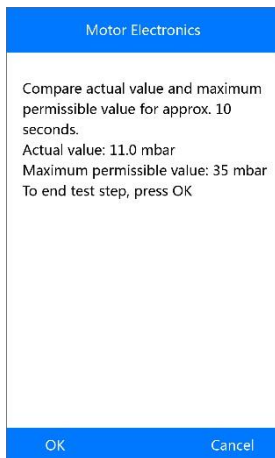 Motor Electronics
Compare actual value and maximum
permissible value for approx. 10
seconds.
Actual value: 11.0 mbar
Maximum permissible value: 35 mbar
To end test step, press OK
OK
Cancel